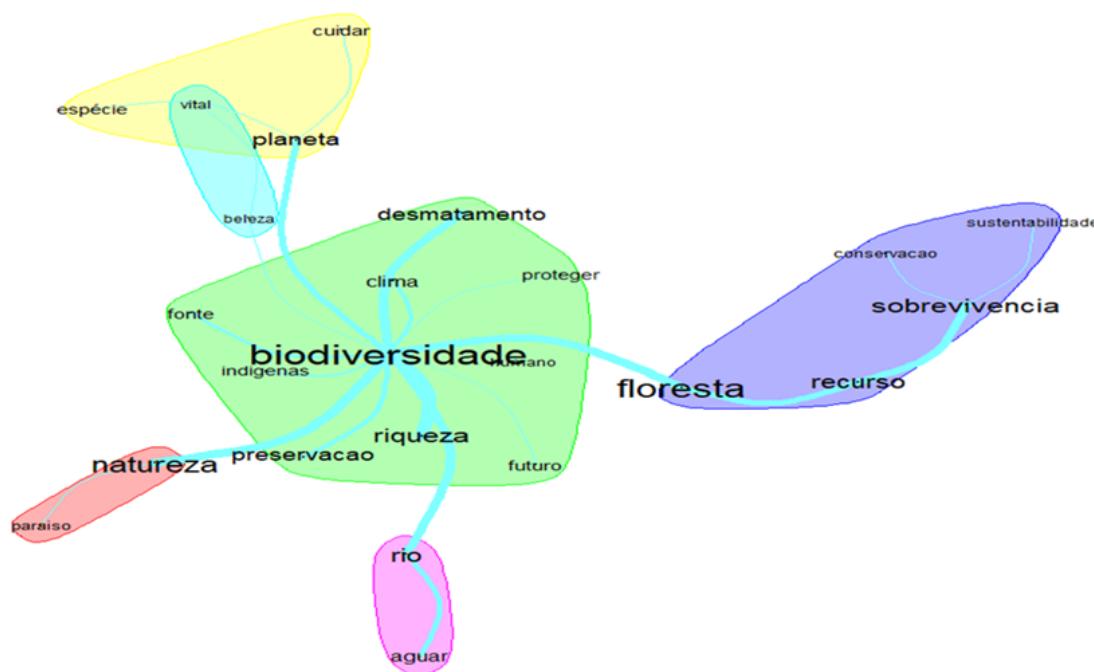 cuidar
espécie
vital
planeta
beleza
desmatamento
sustentabilidade
conservacao
clima
proteger
sobrevivencia
fonte
biodiversidade
humano
indígenas
floresta
recurso
riqueza
preservacao
natureza
futuro
paraiso
rio
aguar